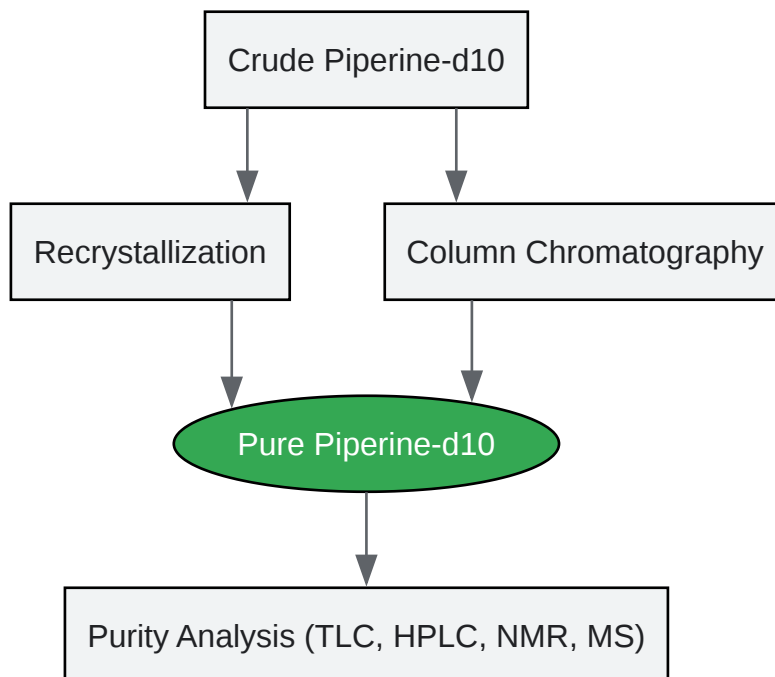 Crude Piperine-d10
Recrystallization
Column Chromatography
Pure Piperine-d10
Purity Analysis (TLC, HPLC, NMR, MS)